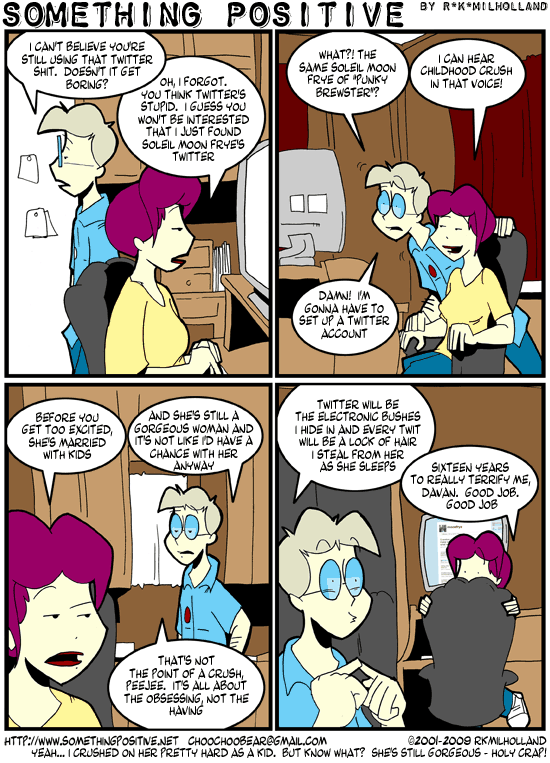 SOMETHING POSITIVE BY R*K*MILHOLLAND
I CAN'T BELIEVE YOU'RE
STILL USING THAT TWITTER
SHIT. DOESN'T IT GET
BORING?
OH, I FORGOT.
YOU THINK TWITTER'S
STUPID. I GUESS YOU
WON'T BE INTERESTED
THAT I JUST FOUND
SOLEIL MOON FRYE'S
TWITTER
WHAT?! THE
SAME SOLEIL MOON
FRYE OF "PUNKY
BREWSTER"?
I CAN HEAR
CHILDHOOD CRUSH
IN THAT VOICE!
DAMN! I'M
GONNA HAVE TO
SET UP A TWITTER
ACCOUNT
BEFORE YOU
GET TOO EXCITED,
SHE'S MARRIED
WITH KIDS
AND SHE'S STILL A
GORGEOUS WOMAN AND
IT'S NOT LIKE I'D HAVE A
CHANCE WITH HER
ANYWAY
THAT'S NOT
THE POINT OF A CRUSH,
PEEJEE. IT'S ALL ABOUT
THE OBSESSING, NOT THE
HAVING
TWITTER WILL BE
THE ELECTRONIC BUSHES
I HIDE IN AND EVERY TWIT
WILL BE A LOCK OF HAIR
I STEAL FROM HER
AS SHE SLEEPS
SIXTEEN YEARS
TO REALLY TERRIFY ME,
DAVAN. GOOD JOB.
GOOD JOB
HTTP://WWW.SOMETHINGPOSITIVE.NET CHOOCHOOBEAR@GMAIL.COM ©2001-2009 RKMILHOLLAND
YEAH... I CRUSHED ON HER PRETTY HARD AS A KID. BUT KNOW WHAT? SHE'S STILL GORGEOUS - HOLY CRAP!